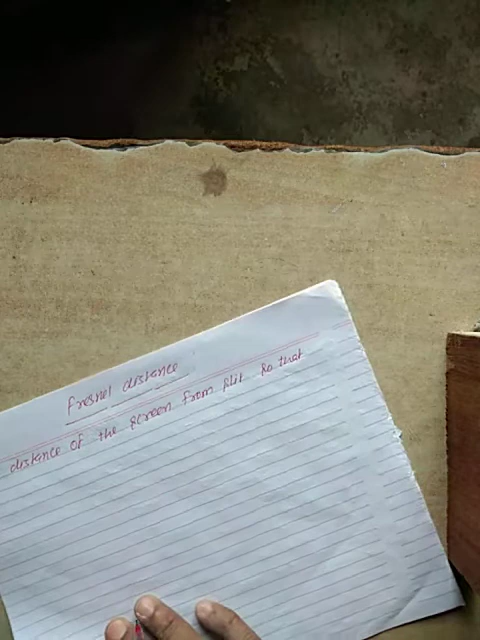 fresnel distance
distance of the screen from slit so that